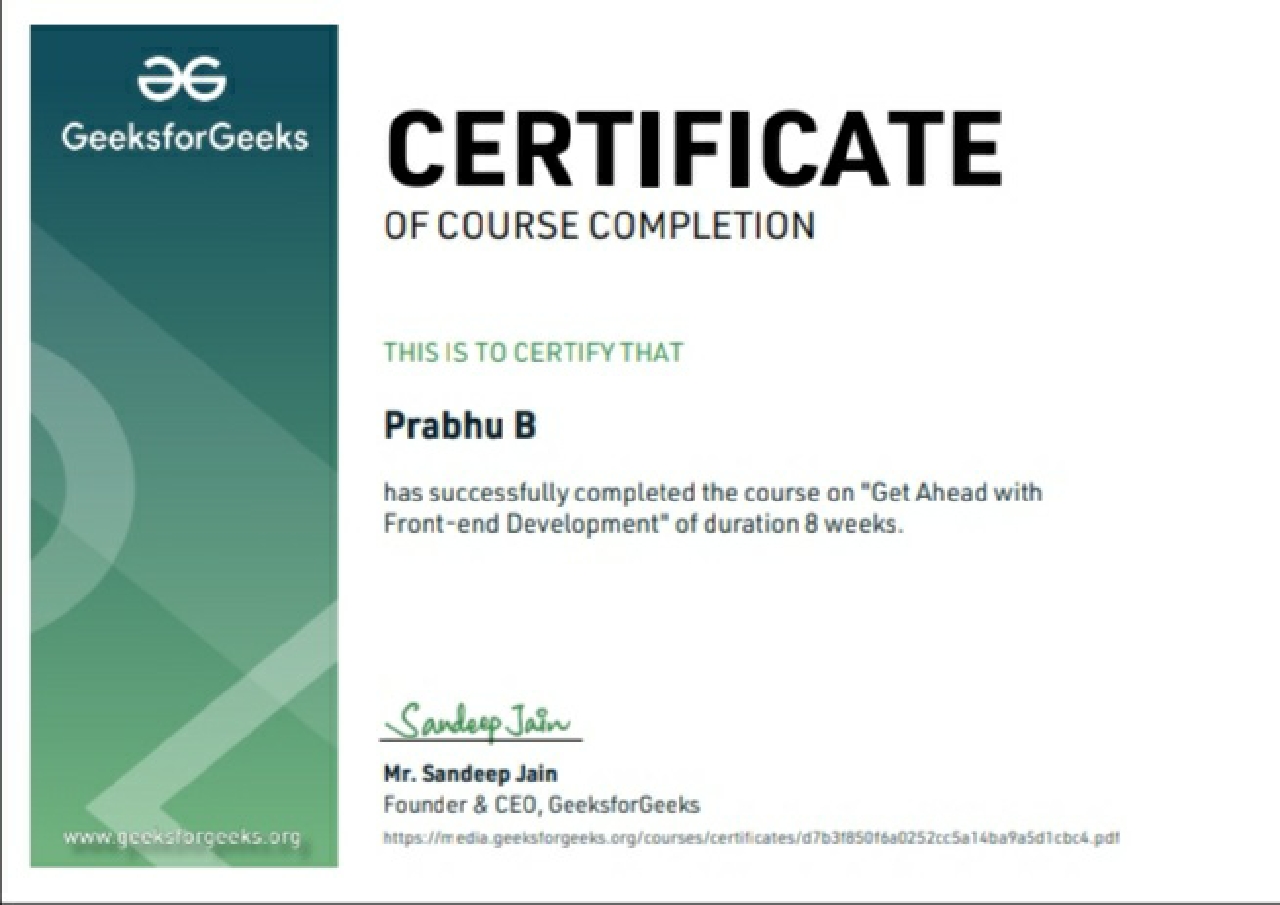 GeeksforGeeks
CERTIFICATE
OF COURSE COMPLETION
THIS IS TO CERTIFY THAT
Prabhu B
has successfully completed the course on "Get Ahead with
Front-end Development" of duration 8 weeks.
Sandeep Jain
Mr. Sandeep Jain
Founder & CEO, GeeksforGeeks
https://media.geeksforgeeks.org/courses/certificates/d7b3f850f6a0252cc5a14ba9a5d1cbc4.pdf
www.geeksforgeeks.org